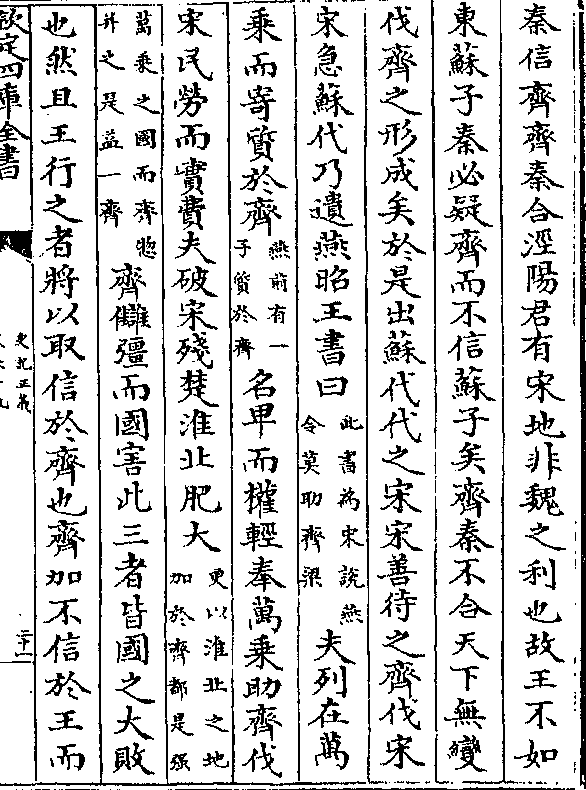 秦信齊齊秦合涇陽君有宋地非魏之利也故王不如
東蘇子秦必疑齊而不信蘇子矣齊秦不合天下無變
伐齊之形成矣於是出蘇代代之宋宋善待之齊伐宋
宋急蘇代乃遺燕昭王書曰此書為宋說燕令莫助齊梁夫列在萬
乘而寄質於齊燕前有一子質於齊名卑而權輕奉萬乘助齊伐
宋民勞而實費夫破宋殘楚淮北肥大更以淮北之地加於齊都是强
萬乘之國而齊惣并之是益一齊齊讎彊而國害此三者皆國之大敗
也然且王行之者將以取信於齊也齊加不信於王而
欽定四庫全書
史記正義
二十一